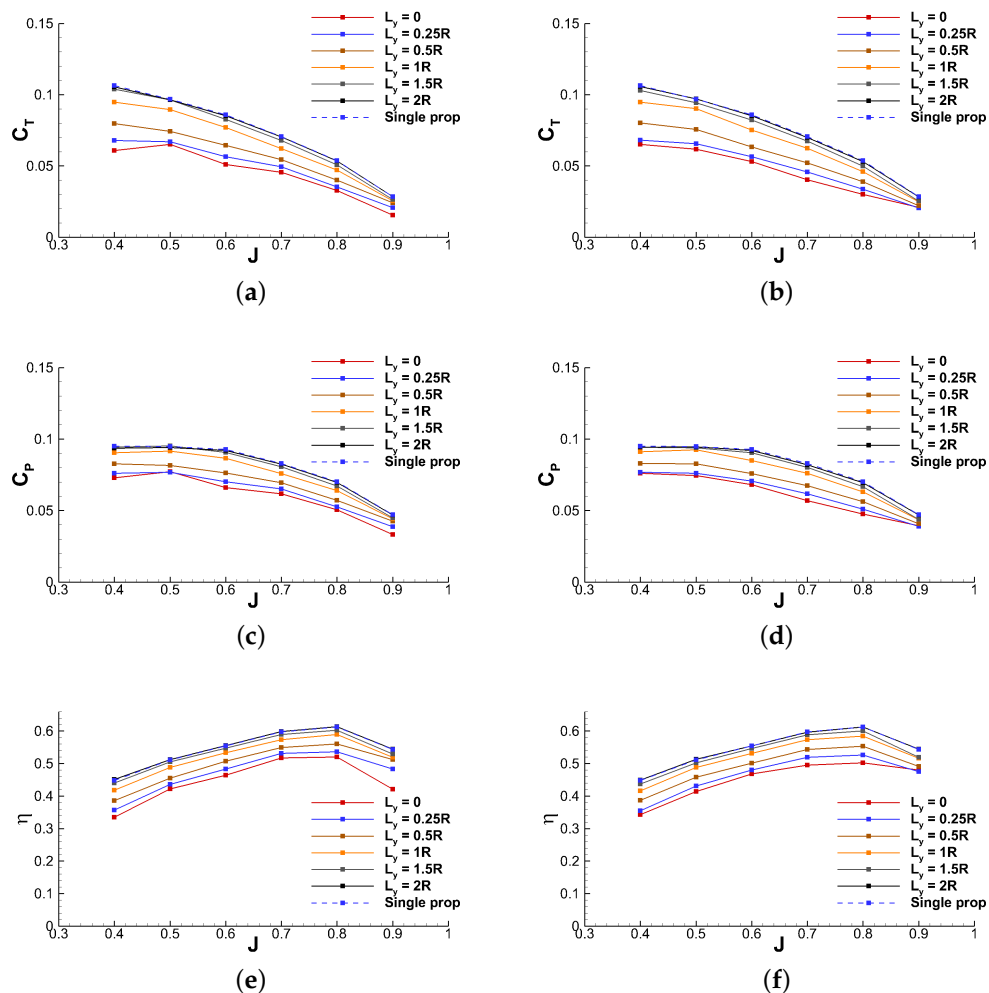 0.15
0.1
0.05
0
C_T
0.3 0.4 0.5 0.6 0.7 0.8 0.9 1
J
L_y = 0
L_y = 0.25R
L_y = 0.5R
L_y = 1R
L_y = 1.5R
L_y = 2R
Single prop
(a)
0.15
0.1
0.05
0
C_T
0.3 0.4 0.5 0.6 0.7 0.8 0.9 1
J
L_y = 0
L_y = 0.25R
L_y = 0.5R
L_y = 1R
L_y = 1.5R
L_y = 2R
Single prop
(b)
0.15
0.1
0.05
0
C_P
0.3 0.4 0.5 0.6 0.7 0.8 0.9 1
J
L_y = 0
L_y = 0.25R
L_y = 0.5R
L_y = 1R
L_y = 1.5R
L_y = 2R
Single prop
(c)
0.15
0.1
0.05
0
C_P
0.3 0.4 0.5 0.6 0.7 0.8 0.9 1
J
L_y = 0
L_y = 0.25R
L_y = 0.5R
L_y = 1R
L_y = 1.5R
L_y = 2R
Single prop
(d)
0.6
0.5
0.4
0.3
0.2
0.1
0
η
0.3 0.4 0.5 0.6 0.7 0.8 0.9 1
J
L_y = 0
L_y = 0.25R
L_y = 0.5R
L_y = 1R
L_y = 1.5R
L_y = 2R
Single prop
(e)
0.6
0.5
0.4
0.3
0.2
0.1
0
η
0.3 0.4 0.5 0.6 0.7 0.8 0.9 1
J
L_y = 0
L_y = 0.25R
L_y = 0.5R
L_y = 1R
L_y = 1.5R
L_y = 2R
Single prop
(f)